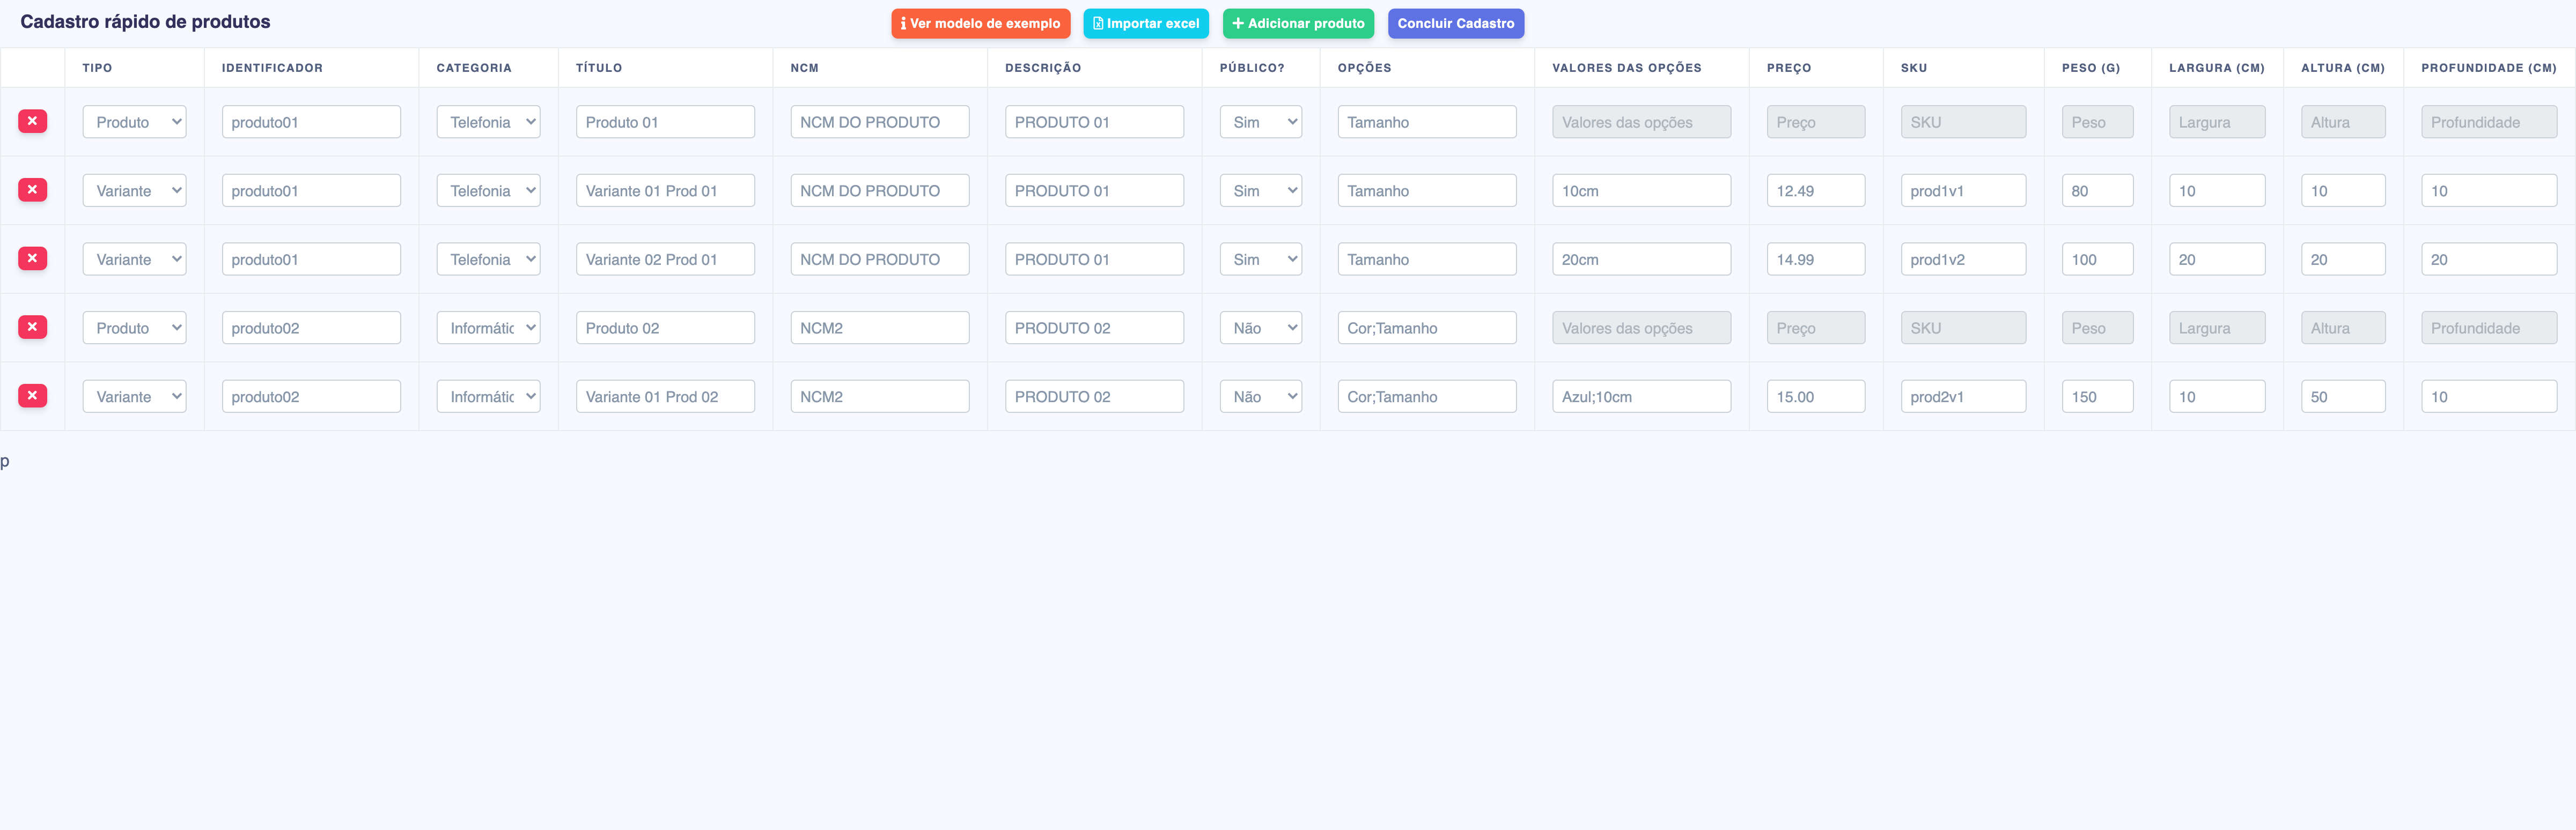 Cadastro rápido de produtos Ver modelo de exemplo Importar excel Adicionar produto Concluir Cadastro
TIPO IDENTIFICADOR CATEGORIA TÍTULO NCM DESCRIÇÃO PÚBLICO? OPÇÕES VALORES DAS OPÇÕES PREÇO SKU PESO (G) LARGURA (CM) ALTURA (CM) PROFUNDIDADE (CM)
Produto produto01 Telefonia Produto 01 NCM DO PRODUTO PRODUTO 01 Sim Tamanho Valores das opções Preço SKU Peso Largura Altura Profundidade
Variante produto01 Telefonia Variante 01 Prod 01 NCM DO PRODUTO PRODUTO 01 Sim Tamanho 10cm 12.49 prod1v1 80 10 10 10
Variante produto01 Telefonia Variante 02 Prod 01 NCM DO PRODUTO PRODUTO 01 Sim Tamanho 20cm 14.99 prod1v2 100 20 20 20
Produto produto02 Informátic Produto 02 NCM2 PRODUTO 02 Não Cor;Tamanho Valores das opções Preço SKU Peso Largura Altura Profundidade
Variante produto02 Informátic Variante 01 Prod 02 NCM2 PRODUTO 02 Não Cor;Tamanho Azul;10cm 15.00 prod2v1 150 10 50 10
p